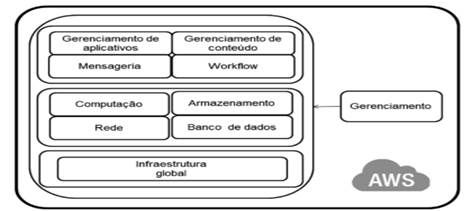 Gerenciamento de
aplicativos
Gerenciamento de
conteúdo
Mensageria
Workflow
Computação
Armazenamento
Rede
Banco de dados
Gerenciamento
Infraestrutura
global
AWS